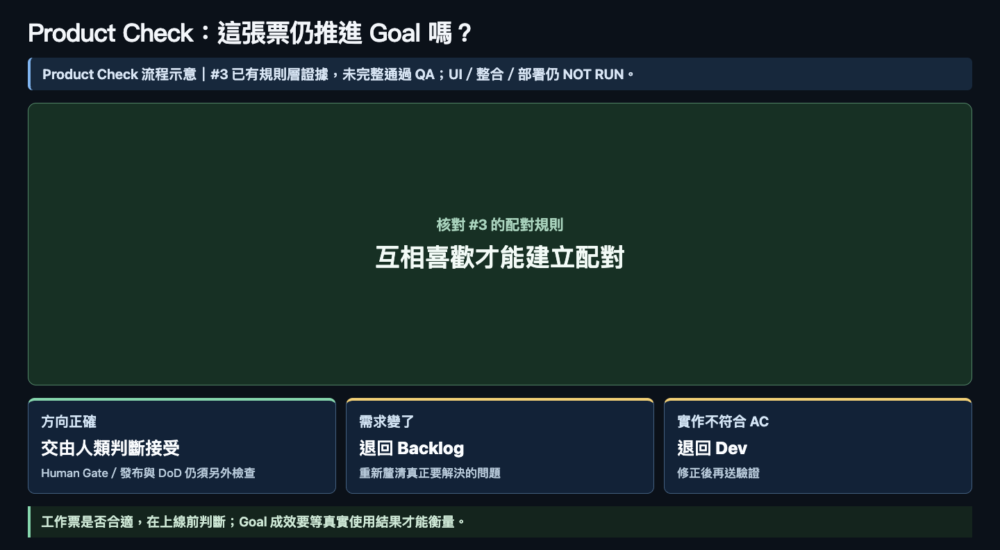 Product Check：這張票仍推進 Goal 嗎？
Product Check 流程示意｜#3 已有規則層證據，未完整通過 QA；UI / 整合 / 部署仍 NOT RUN。
核對 #3 的配對規則
互相喜歡才能建立配對
方向正確
交由人類判斷接受
Human Gate / 發布與 DoD 仍須另外檢查
需求變了
退回 Backlog
重新釐清真正要解決的問題
實作不符合 AC
退回 Dev
修正後再送驗證
工作票是否合適，在上線前判斷；Goal 成效要等真實使用結果才能衡量。